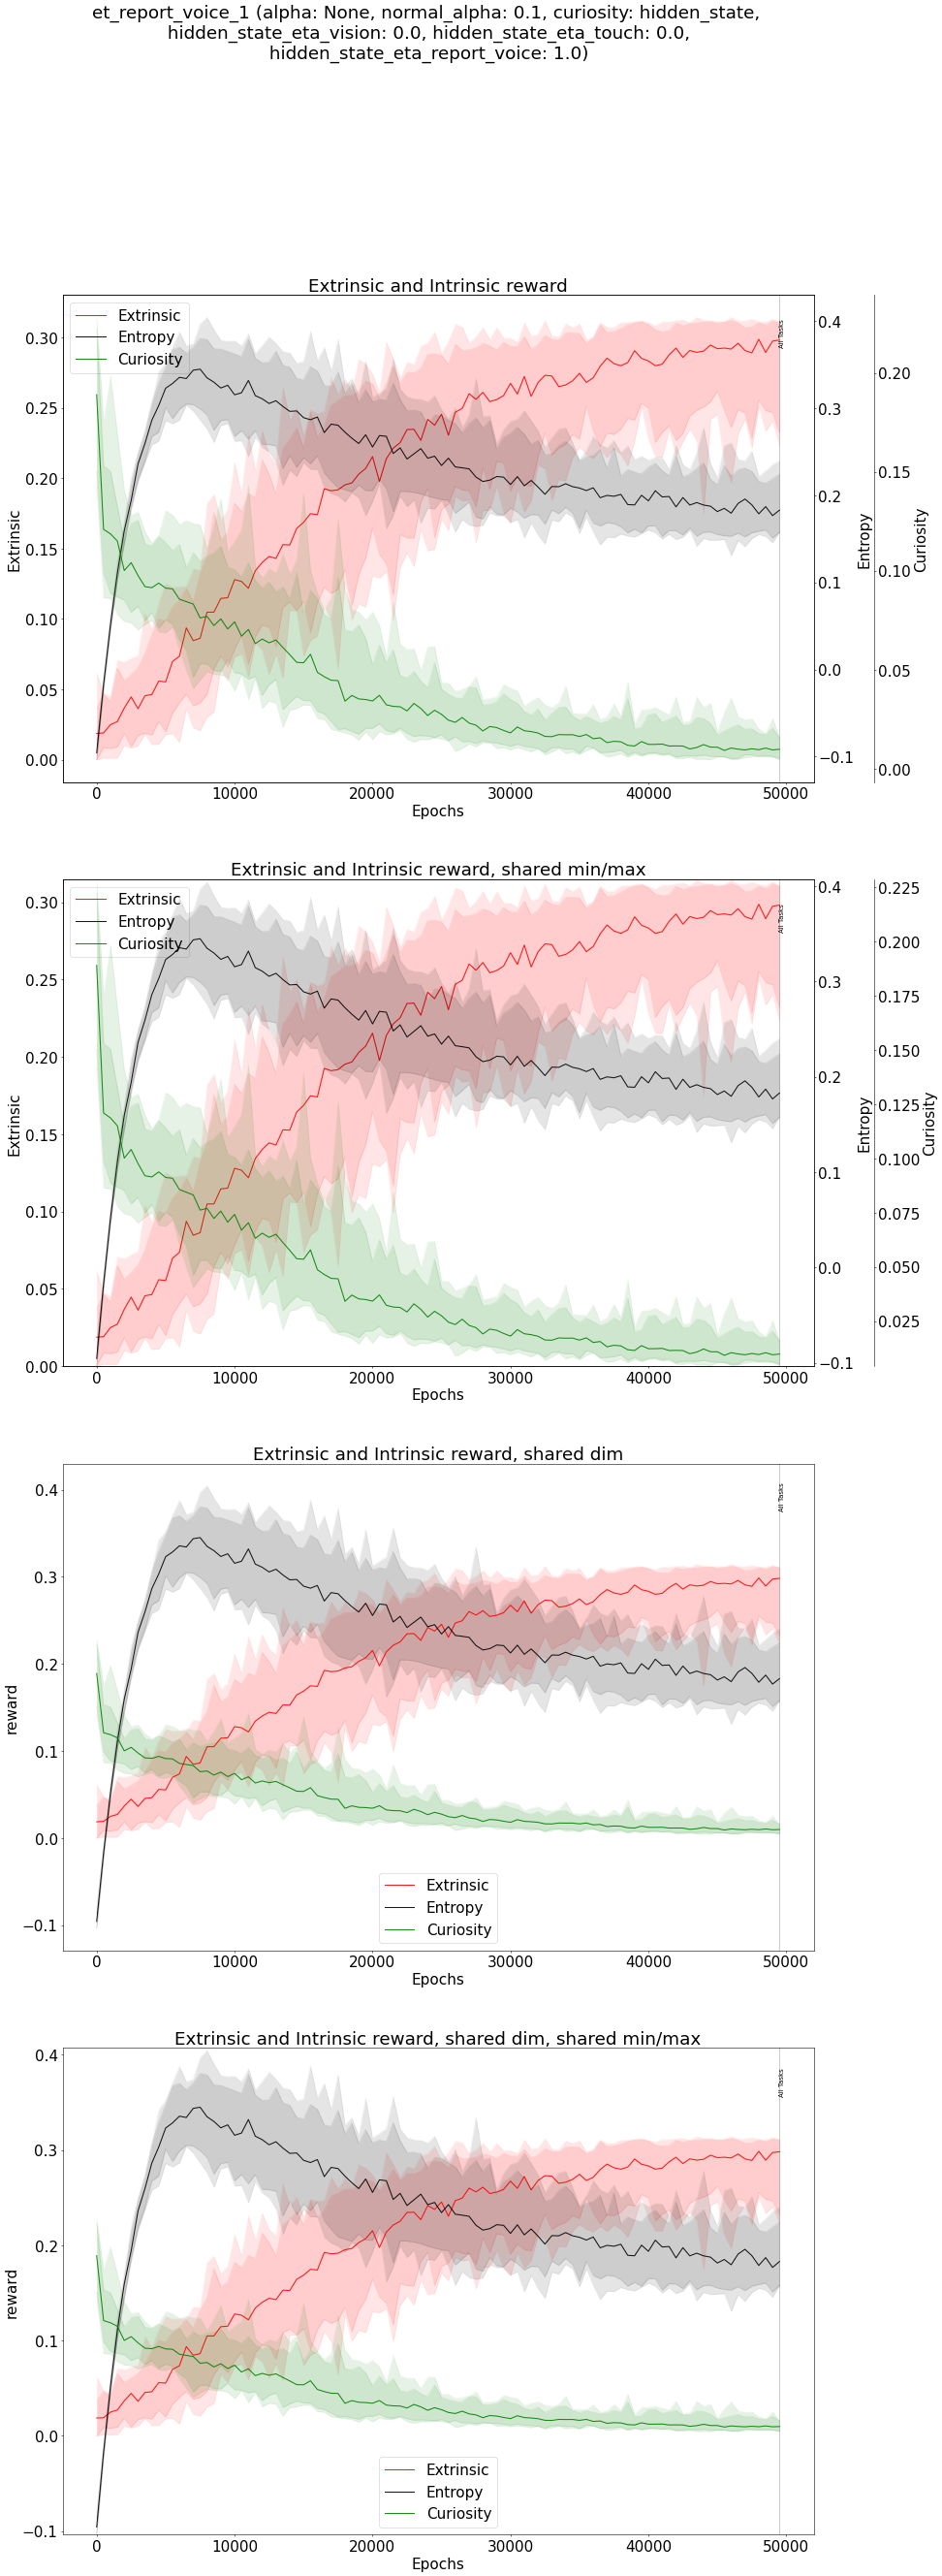 et_report_voice_1 (alpha: None, normal_alpha: 0.1, curiosity: hidden_state,
hidden_state_eta_vision: 0.0, hidden_state_eta_touch: 0.0,
hidden_state_eta_report_voice: 1.0)
Extrinsic and Intrinsic reward
Extrinsic
Entropy
Curiosity
All Tasks
0.30
0.25
0.20
0.15
0.10
0.05
0.00
Extrinsic
0.4
0.3
0.2
0.1
0.0
−0.1
Entropy
0.20
0.15
0.10
0.05
0.00
Curiosity
0 10000 20000 30000 40000 50000
Epochs
Extrinsic and Intrinsic reward, shared min/max
Extrinsic
Entropy
Curiosity
All Tasks
0.30
0.25
0.20
0.15
0.10
0.05
0.00
Extrinsic
0.4
0.3
0.2
0.1
0.0
−0.1
Entropy
0.225
0.200
0.175
0.150
0.125
0.100
0.075
0.050
0.025
Curiosity
0 10000 20000 30000 40000 50000
Epochs
Extrinsic and Intrinsic reward, shared dim
All Tasks
0.4
0.3
0.2
0.1
0.0
−0.1
reward
Extrinsic
Entropy
Curiosity
0 10000 20000 30000 40000 50000
Epochs
Extrinsic and Intrinsic reward, shared dim, shared min/max
All Tasks
0.4
0.3
0.2
0.1
0.0
−0.1
reward
Extrinsic
Entropy
Curiosity
0 10000 20000 30000 40000 50000
Epochs